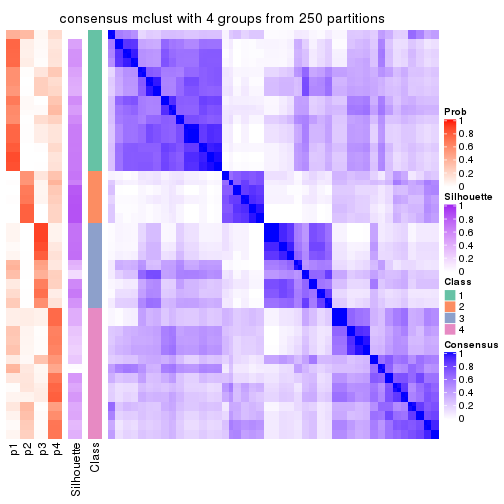 consensus mclust with 4 groups from 250 partitions
Prob
1
0.8
0.6
0.4
0.2
0
Silhouette
1
0.8
0.6
0.4
0.2
0
Class
1
2
3
4
Consensus
1
0.8
0.6
0.4
0.2
0
p1
p2
p3
p4
Silhouette
Class